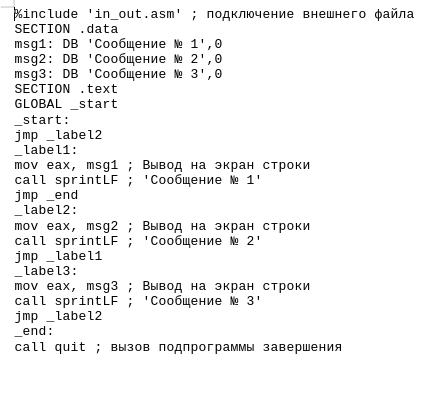 %include 'in_out.asm' ; подключение внешнего файла
SECTION .data
msg1: DB 'Сообщение № 1',0
msg2: DB 'Сообщение № 2',0
msg3: DB 'Сообщение № 3',0
SECTION .text
GLOBAL _start
_start:
jmp _label2
_label1:
mov eax, msg1 ; Вывод на экран строки
call sprintLF ; 'Сообщение № 1'
jmp _end
_label2:
mov eax, msg2 ; Вывод на экран строки
call sprintLF ; 'Сообщение № 2'
jmp _label1
_label3:
mov eax, msg3 ; Вывод на экран строки
call sprintLF ; 'Сообщение № 3'
jmp _label2
_end:
call quit ; вызов подпрограммы завершения